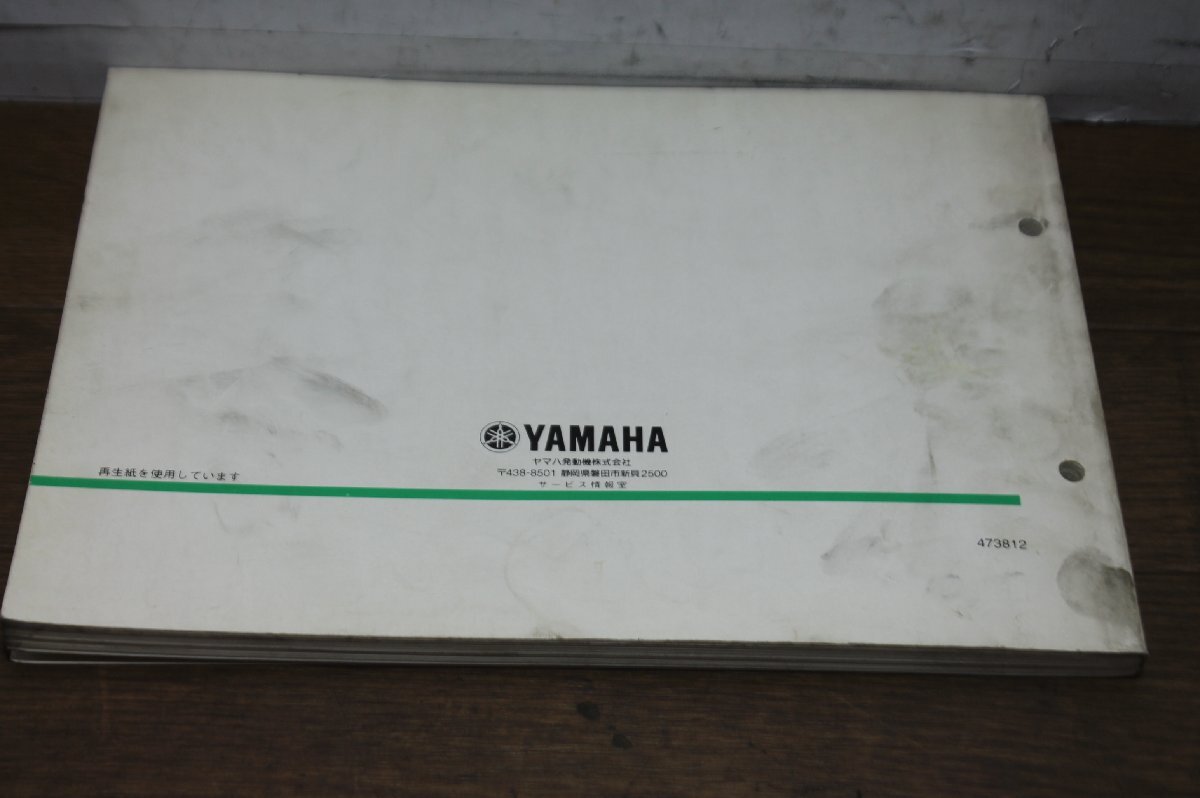 YAMAHA
ヤマハ発動機株式会社
〒438-8501 静岡県磐田市新貝2500
サービス情報室
再生紙を使用しています
473812